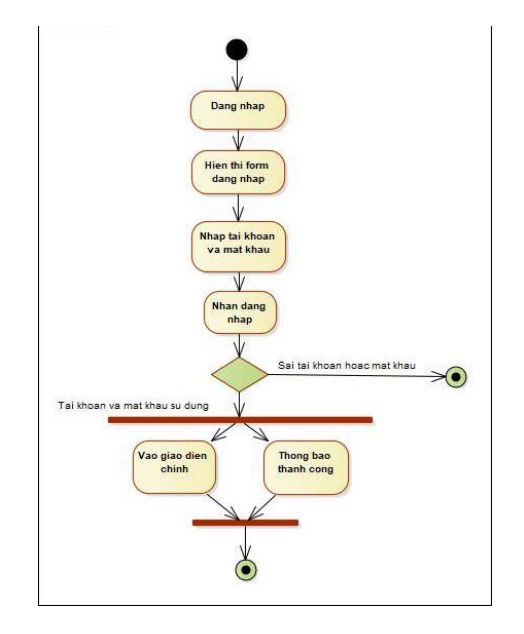 Dang nhap
Hien thi form
dang nhap
Nhap tai khoan
va mat khau
Nhan dang
nhap
Sai tai khoan hoac mat khau
Tai khoan va mat khau su dung
Vao giao dien
chinh
Thong bao
thanh cong